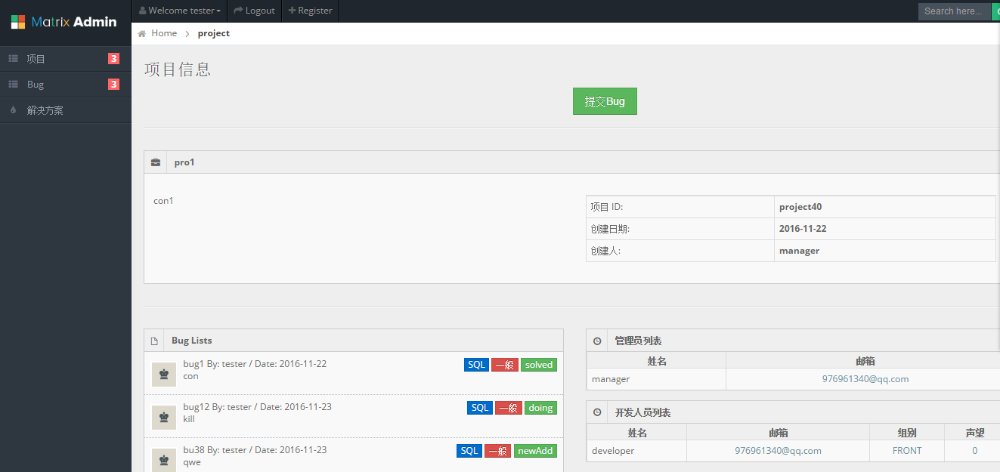 Matrix Admin
Welcome tester
Logout
Register
Search here...
Home
project
项目
3
Bug
3
解决方案
项目信息
提交Bug
pro1
con1
项目 ID:
project40
创建日期:
2016-11-22
创建人:
manager
Bug Lists
bug1 By: tester / Date: 2016-11-22
SQL 一般 solved
con
bug12 By: tester / Date: 2016-11-23
SQL 一般 doing
kill
bu38 By: tester / Date: 2016-11-23
SQL 一般 newAdd
qwe
管理员列表
姓名 邮箱
manager 976961340@qq.com
开发人员列表
姓名 邮箱 组别 声望
developer 976961340@qq.com FRONT 0